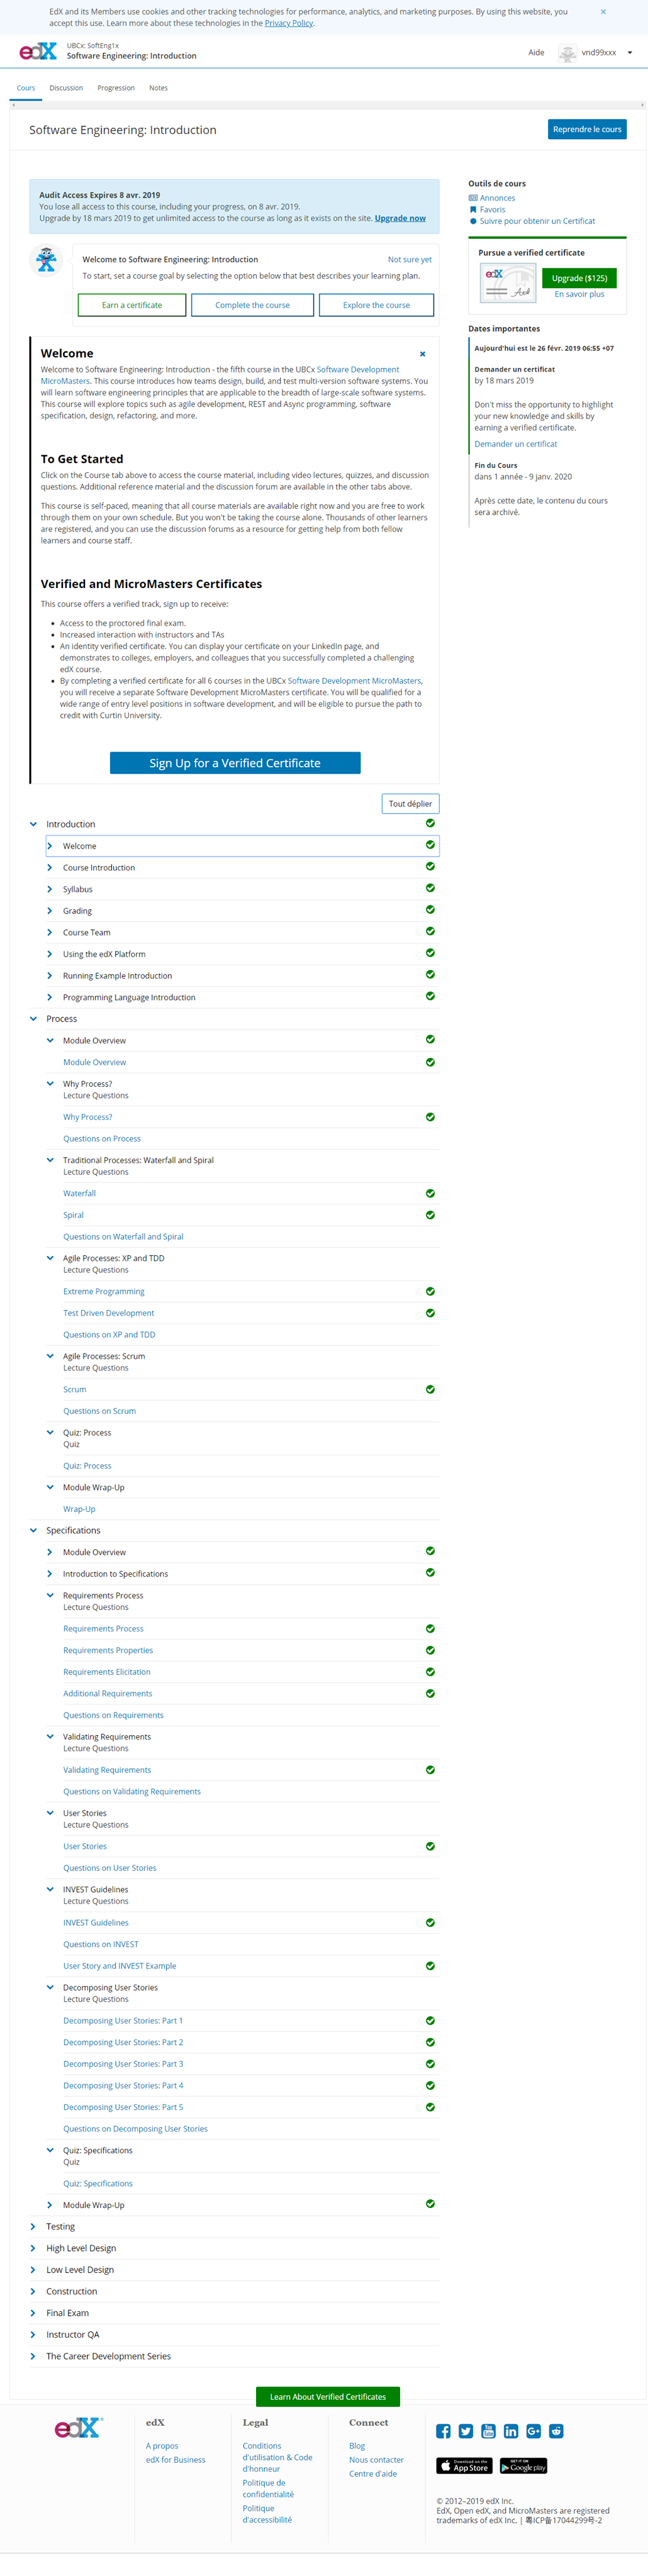 EdX and its Members use cookies and other tracking technologies for performance, analytics, and marketing purposes. By using this website, you
accept this use. Learn more about these technologies in the Privacy Policy.
edX
UBCx: SoftEng1x
Software Engineering: Introduction
Aide
vnd99xxx
Cours
Discussion
Progression
Notes
Software Engineering: Introduction
Reprendre le cours
Audit Access Expires 8 avr. 2019
You lose all access to this course, including your progress, on 8 avr. 2019.
Upgrade by 18 mars 2019 to get unlimited access to the course as long as it exists on the site. Upgrade now
Welcome to Software Engineering: Introduction
Not sure yet
To start, set a course goal by selecting the option below that best describes your learning plan.
Earn a certificate
Complete the course
Explore the course
Welcome
Welcome to Software Engineering: Introduction - the fifth course in the UBCx Software Development
MicroMasters. This course introduces how teams design, build, and test multi-version software systems. You
will learn software engineering principles that are applicable to the breadth of large-scale software systems.
This course will explore topics such as agile development, REST and Async programming, software
specification, design, refactoring, and more.
To Get Started
Click on the Course tab above to access the course material, including video lectures, quizzes, and discussion
questions. Additional reference material and the discussion forum are available in the other tabs above.
This course is self-paced, meaning that all course materials are available right now and you are free to work
through them on your own schedule. But you won't be taking the course alone. Thousands of other learners
are registered, and you can use the discussion forums as a resource for getting help from both fellow
learners and course staff.
Verified and MicroMasters Certificates
This course offers a verified track, sign up to receive:
Access to the proctored final exam.
Increased interaction with instructors and TAs
An identity verified certificate. You can display your certificate on your LinkedIn page, and
demonstrates to colleges, employers, and colleagues that you successfully completed a challenging
edX course.
By completing a verified certificate for all 6 courses in the UBCx Software Development MicroMasters,
you will receive a separate Software Development MicroMasters certificate. You will be qualified for a
wide range of entry level positions in software development, and will be eligible to pursue the path to
credit with Curtin University.
Sign Up for a Verified Certificate
Outils de cours
Annonces
Favoris
Suivre pour obtenir un Certificat
Pursue a verified certificate
edX
Upgrade ($125)
En savoir plus
Dates importantes
Aujourd'hui est le 26 févr. 2019 06:55 +07
Demander un certificat
by 18 mars 2019
Don't miss the opportunity to highlight
your new knowledge and skills by
earning a verified certificate.
Demander un certificat
Fin du Cours
dans 1 année - 9 janv. 2020
Après cette date, le contenu du cours
sera archivé.
Tout déplier
Introduction
Welcome
Course Introduction
Syllabus
Grading
Course Team
Using the edX Platform
Running Example Introduction
Programming Language Introduction
Process
Module Overview
Module Overview
Why Process?
Lecture Questions
Why Process?
Questions on Process
Traditional Processes: Waterfall and Spiral
Lecture Questions
Waterfall
Spiral
Questions on Waterfall and Spiral
Agile Processes: XP and TDD
Lecture Questions
Extreme Programming
Test Driven Development
Questions on XP and TDD
Agile Processes: Scrum
Lecture Questions
Scrum
Questions on Scrum
Quiz: Process
Quiz
Quiz: Process
Module Wrap-Up
Wrap-Up
Specifications
Module Overview
Introduction to Specifications
Requirements Process
Lecture Questions
Requirements Process
Requirements Properties
Requirements Elicitation
Additional Requirements
Questions on Requirements
Validating Requirements
Lecture Questions
Validating Requirements
Questions on Validating Requirements
User Stories
Lecture Questions
User Stories
Questions on User Stories
INVEST Guidelines
Lecture Questions
INVEST Guidelines
Questions on INVEST
User Story and INVEST Example
Decomposing User Stories
Lecture Questions
Decomposing User Stories: Part 1
Decomposing User Stories: Part 2
Decomposing User Stories: Part 3
Decomposing User Stories: Part 4
Decomposing User Stories: Part 5
Questions on Decomposing User Stories
Quiz: Specifications
Quiz
Quiz: Specifications
Module Wrap-Up
Testing
High Level Design
Low Level Design
Construction
Final Exam
Instructor QA
The Career Development Series
Learn About Verified Certificates
edX
edX
A propos
edX for Business
Legal
Conditions
d'utilisation & Code
d'honneur
Politique de
confidentialité
Politique
d'accessibilité
Connect
Blog
Nous contacter
Centre d'aide
Download on the
App Store
GET IT ON
Google play
© 2012–2019 edX Inc.
EdX, Open edX, and MicroMasters are registered
trademarks of edX Inc. | 粤ICP备17044299号-2